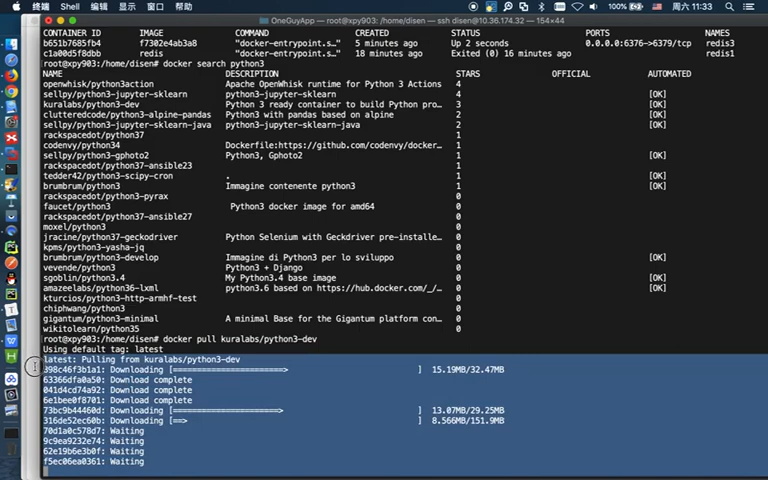 Shell 编辑 显示 窗口 帮助 100% 周六 11:33
OneGuyApp — root@xpy903: /home/disen — ssh disen@10.36.174.32 — 154×44
CONTAINER ID IMAGE COMMAND CREATED STATUS PORTS NAMES
b651b7685fb4 f7302e4ab3a8 "docker-entrypoint.s…" 5 minutes ago Up 2 seconds 0.0.0.0:6376->6379/tcp redis3
c1a00d5f8dbb redis "docker-entrypoint.s…" 18 minutes ago Exited (0) 16 minutes ago redis1
root@xpy903:/home/disen# docker search python3
NAME DESCRIPTION STARS OFFICIAL AUTOMATED
openwhisk/python3action Apache OpenWhisk runtime for Python 3 Actions 4
sellpy/python3-jupyter-sklearn python3-jupyter-sklearn 4 [OK]
kuralabs/python3-dev Python 3 ready container to build Python pro… 3 [OK]
clutteredcode/python3-alpine-pandas Python3 with pandas based on alpine 2 [OK]
sellpy/python3-jupyter-sklearn-java python3-jupyter-sklearn-java 2 [OK]
rackspacedot/python37 1
codenvy/python34 Dockerfile:https://github.com/codenvy/docker… 1
sellpy/python3-gphoto2 Python3, Gphoto2 1 [OK]
rackspacedot/python37-ansible23 1
tedder42/python3-scipy-cron . 1 [OK]
brumbrum/python3 Immagine contenente python3 1 [OK]
rackspacedot/python3-pyrax 0
faucet/python3 Python3 docker image for amd64 0
rackspacedot/python37-ansible27 0
moxel/python3 0
jracine/python37-geckodriver Python Selenium with Geckdriver pre-installe… 0
kpms/python3-yasha-jq 0
brumbrum/python3-develop Immagine di Python3 per lo sviluppo 0 [OK]
vevende/python3 Python3 + Django 0
sgoblin/python3.4 My Python3.4 base image 0 [OK]
amazeelabs/python36-lxml python3.6 based on https://hub.docker.com/_/… 0 [OK]
kturcios/python3-http-armhf-test 0
chiphwang/python3 0
gigantum/python3-minimal A minimal Base for the Gigantum platform con… 0
wikitolearn/python35 0
root@xpy903:/home/disen# docker pull kuralabs/python3-dev
Using default tag: latest
latest: Pulling from kuralabs/python3-dev
898c46f3b1a1: Downloading [=======================> ] 15.19MB/32.47MB
63366dfa0a50: Download complete
041d4cd74a92: Download complete
6e1bee0f8701: Download complete
73bc9b44460d: Downloading [======================> ] 13.07MB/29.25MB
316de52ec60b: Downloading [==> ] 8.566MB/151.9MB
70d1a0c578d7: Waiting
9c9ea9232e74: Waiting
62e19b6e3b0f: Waiting
f5ec06ea0361: Waiting